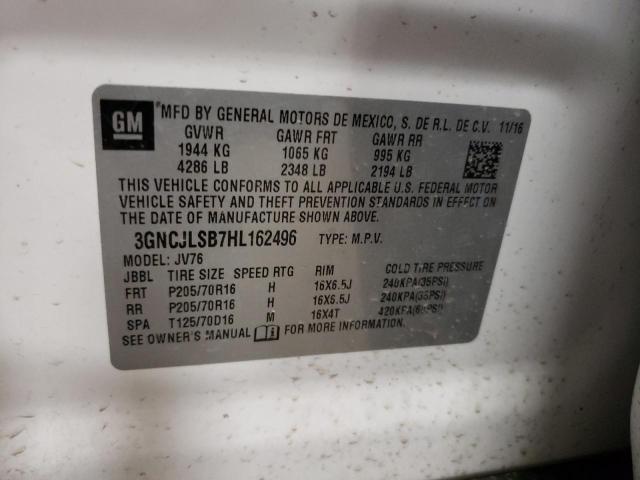 GM *MFD BY GENERAL MOTORS DE MEXICO, S. DE R.L. DE C.V. 11/16
GVWR GAWR FRT GAWR RR
1944 KG 1065 KG 995 KG
4286 LB 2348 LB 2194 LB
THIS VEHICLE CONFORMS TO ALL APPLICABLE U.S. FEDERAL MOTOR
VEHICLE SAFETY AND THEFT PREVENTION STANDARDS IN EFFECT ON
THE DATE OF MANUFACTURE SHOWN ABOVE.
3GNCJLSB7HL162496 TYPE: M.P.V.
MODEL: JV76
JBBL TIRE SIZE SPEED RTG RIM COLD TIRE PRESSURE
FRT P205/70R16 H 16X6.5J 240KPA(35PSI)
RR P205/70R16 H 16X6.5J 240KPA(35PSI)
SPA T125/70D16 M 16X4T 420KPA(60PSI)
SEE OWNER'S MANUAL FOR MORE INFORMATION.